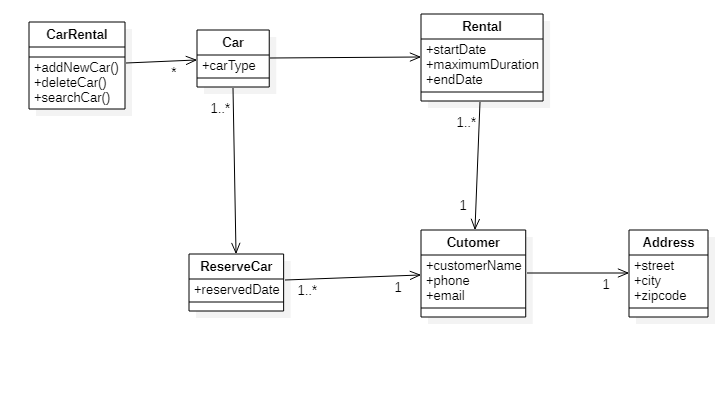 CarRental
+addNewCar()
+deleteCar()
+searchCar()
*
Car
+carType
1..*
Rental
+startDate
+maximumDuration
+endDate
1..*
1
ReserveCar
+reservedDate
1..*
1
Cutomer
+customerName
+phone
+email
1
Address
+street
+city
+zipcode